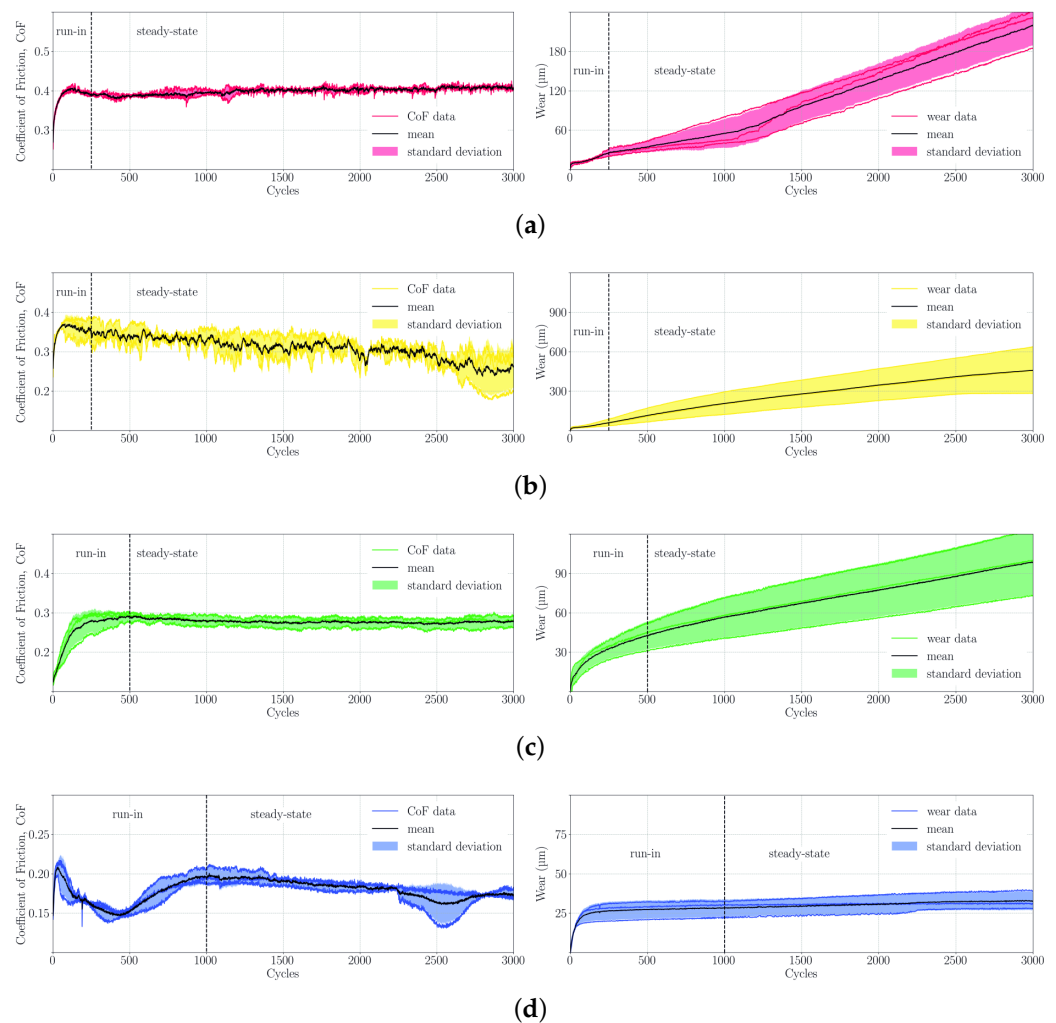 Coefficient of Friction, CoF
run-in
steady-state
0.5
0.4
0.3
CoF data
mean
standard deviation
0 500 1000 1500 2000 2500 3000
Cycles
Wear (µm)
run-in
steady-state
180
120
60
wear data
mean
standard deviation
0 500 1000 1500 2000 2500 3000
Cycles
(a)
Coefficient of Friction, CoF
run-in
steady-state
0.4
0.3
0.2
CoF data
mean
standard deviation
0 500 1000 1500 2000 2500 3000
Cycles
Wear (µm)
run-in
steady-state
900
600
300
wear data
mean
standard deviation
0 500 1000 1500 2000 2500 3000
Cycles
(b)
Coefficient of Friction, CoF
run-in
steady-state
0.4
0.3
0.2
CoF data
mean
standard deviation
0 500 1000 1500 2000 2500 3000
Cycles
Wear (µm)
run-in
steady-state
90
60
30
wear data
mean
standard deviation
0 500 1000 1500 2000 2500 3000
Cycles
(c)
Coefficient of Friction, CoF
run-in
steady-state
0.25
0.20
0.15
CoF data
mean
standard deviation
0 500 1000 1500 2000 2500 3000
Cycles
Wear (µm)
run-in
steady-state
75
50
25
wear data
mean
standard deviation
0 500 1000 1500 2000 2500 3000
Cycles
(d)